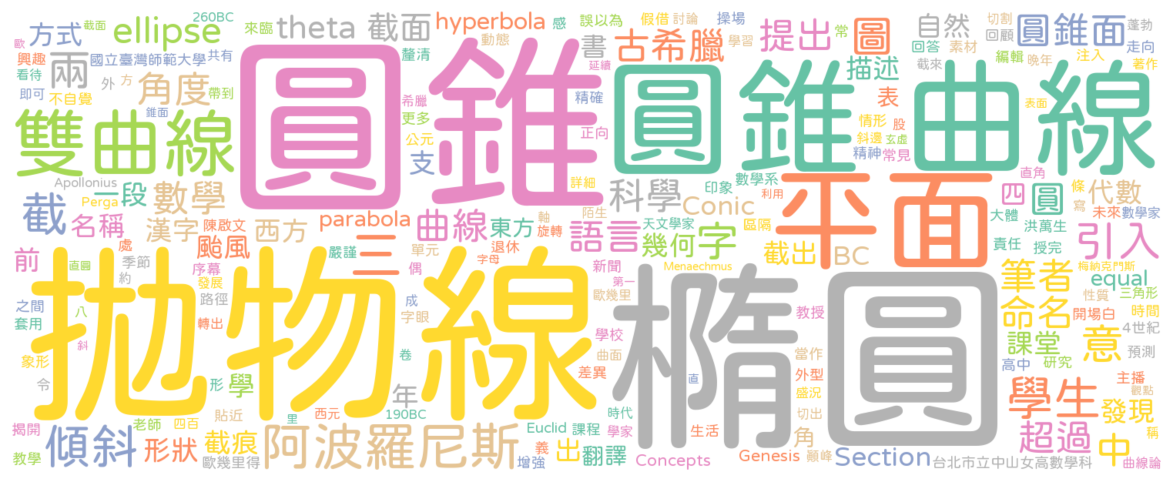 歐 截面 260BC 來臨 hyperbola 感 誤以為 假借 討論 操場 自然 切割 蓬勃
方式 ellipse theta 截面 動態 書 古希臘 提出 圖 回顧 圓錐面
興趣 國立臺灣師範大學 共有 釐清 常 學習 回答 素材 編輯 晚年 注入 走向
看待 兩 外 方 角度 延續 描述 截來 著作
即可 不自覺 帶到 希臘 精確 表 表面
雙曲線 錐面 圓錐 更多 圓錐曲線
公元 正向 情形 股
支 斜邊 玄虛
Apollonius 一段 數學 詳細 科學 印象 數學系 精神 常見 直角 條
截 Perga 利用 平面 四 圓 寫 代數
名稱 漢字 陳啟文 西方 parabola 曲線 東方 陌生 Conic 大體 未來 數學家
處 颱風 嚴謹 三 單元 退休 軸 旋轉 語言 天文學家 幾何 字 區隔 洪萬生 引入
前 直圓 季節 序幕 偶 字母 截出 BC 責任 授完
約 發展 新聞 Menaechmus 筆者 equal 梅納克門斯
之間 八 路徑 拋物線 成 歐幾里 第一 橢圓 命名 性質 三角形
套用 轉出 字眼 教授 開場白 時間
斜 學校 當作 課堂 意 4世紀
象形 卷 曲面 外型 高中 研究 預測
令 形 學 年 差異 直 盛況 學生 主播 觀點
貼近 里 西元 190BC 時代 切出 發現 稱
揭開 老師 四百 Euclid 課程 生活 超過 中
教學 傾斜 形狀 截痕 阿波羅尼斯 義 出 學家 翻譯 角
歐幾里得 增強 Concepts Genesis 顧峰 Section 台北市立中山女高數學科 曲線論